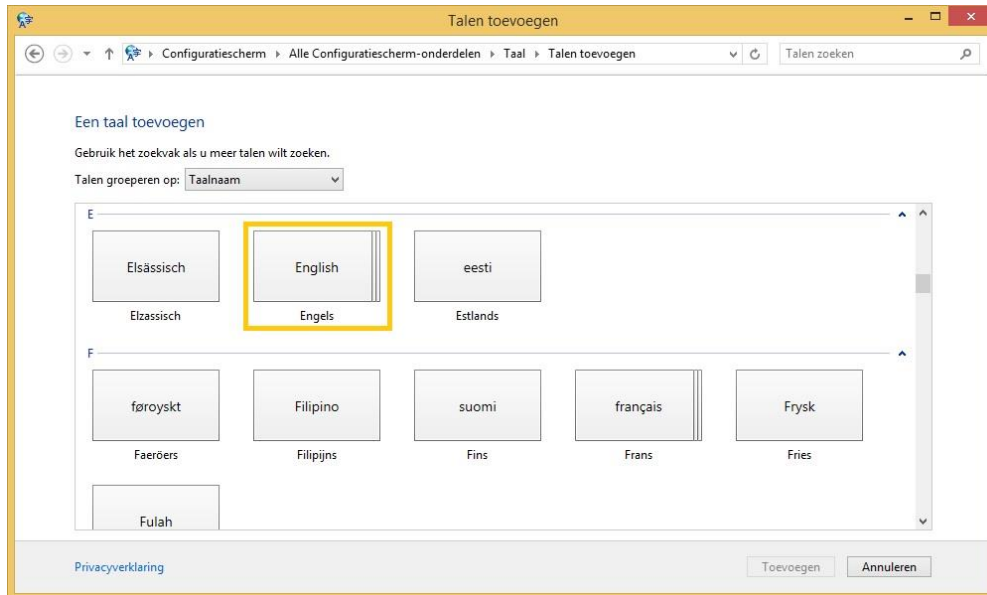 Talen toevoegen
Configuratiescherm Alle Configuratiescherm-onderdelen Taal Talen toevoegen Talen zoeken
Een taal toevoegen
Gebruik het zoekvak als u meer talen wilt zoeken.
Talen groeperen op: Taalnaam
E
Elsässisch English eesti
Elzassisch Engels Estlands
F
føroyskt Filipino suomi français Frysk
Faeröers Filipijns Fins Frans Fries
Fulah
Privacyverklaring Toevoegen Annuleren